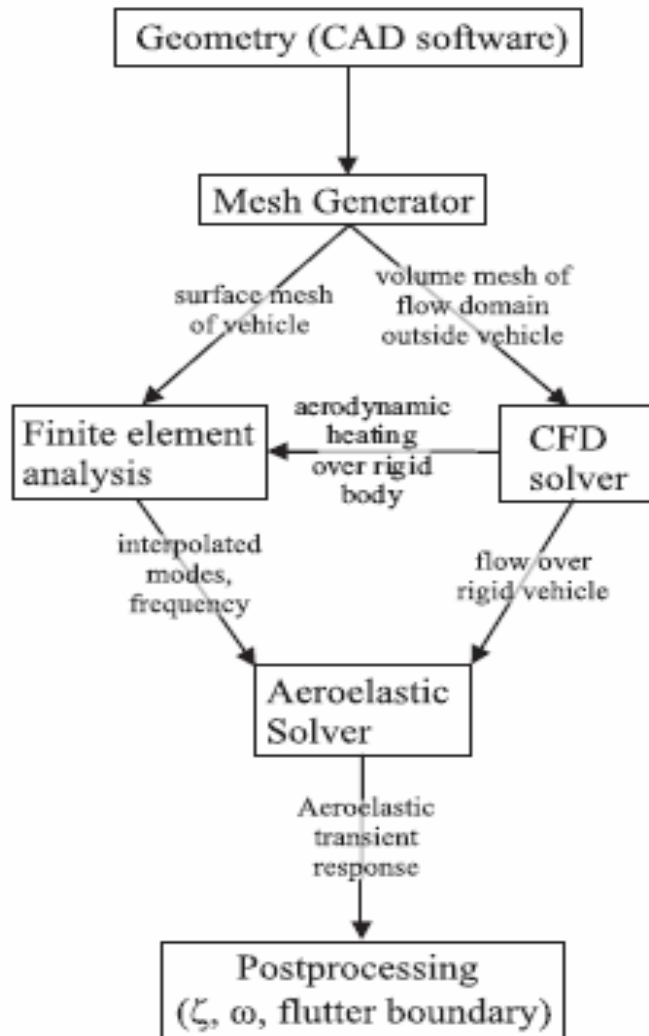 Geometry (CAD software)
Mesh Generator
surface mesh
of vehicle
volume mesh of
flow domain
outside vehicle
Finite element
analysis
aerodynamic
heating
over rigid
body
CFD
solver
interpolated
modes,
frequency
flow over
rigid vehicle
Aeroelastic
Solver
Aeroelastic
transient
response
Postprocessing
(ζ, ω, flutter boundary)